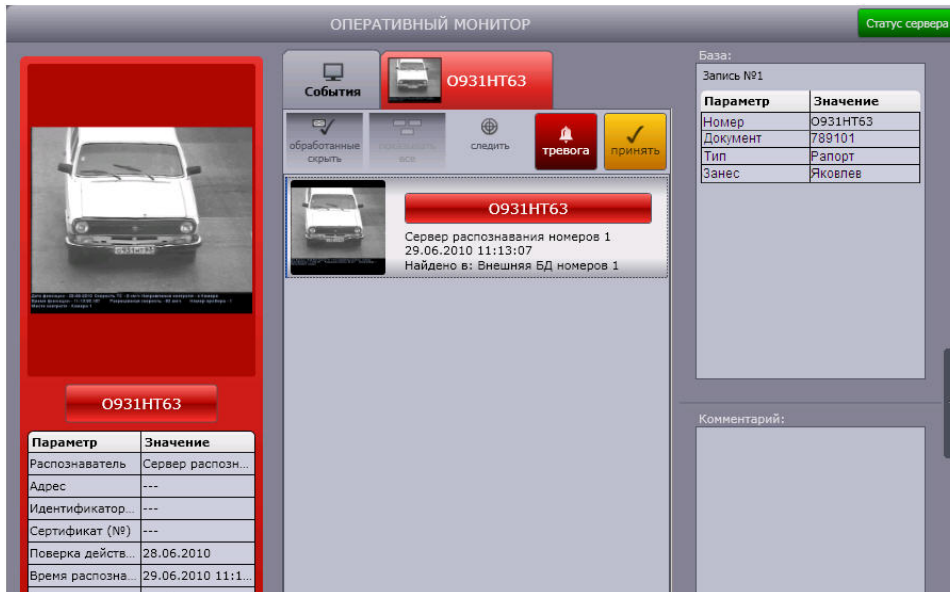 ОПЕРАТИВНЫЙ МОНИТОР
Статус сервера
О931НТ63
Параметр Значение
Распознаватель Сервер распозн...
Адрес ---
Идентификатор... ---
Сертификат (№) ---
Поверка действ... 28.06.2010
Время распозна... 29.06.2010 11:1...
События
О931НТ63
обработанные
скрыть
все
следить
тревога
принять
О931НТ63
Сервер распознавания номеров 1
29.06.2010 11:13:07
Найдено в: Внешняя БД номеров 1
База:
Запись №1
Параметр Значение
Номер О931НТ63
Документ 789101
Тип Рапорт
Занес Яковлев
Комментарий: